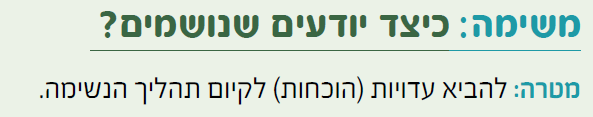 משימה: כיצד יודעים שנושמים?
מטרה: להביא עדויות (הוכחות) לקיום תהליך הנשימה.